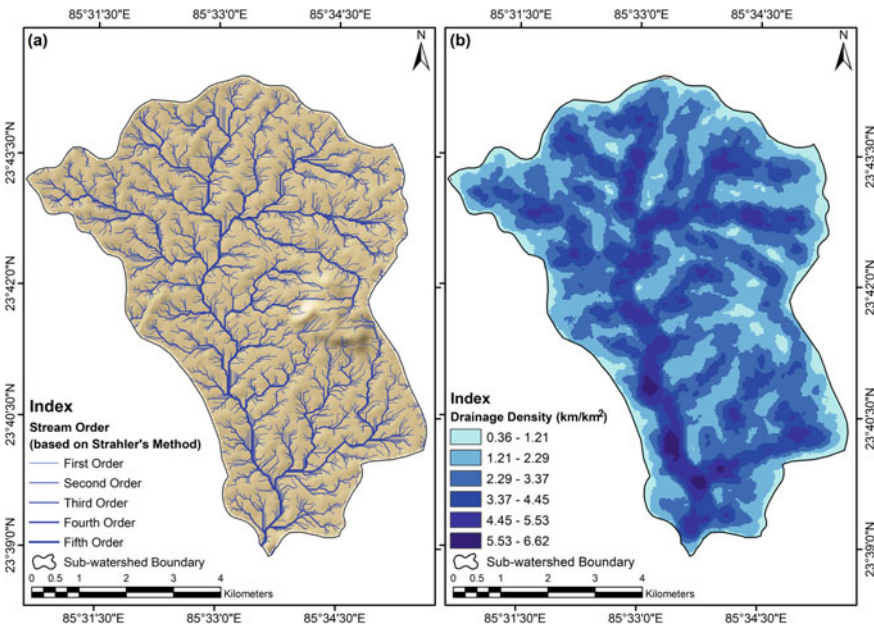 85°31'30"E 85°33'0"E 85°34'30"E
(a)
N
23°43'30"N
23°42'0"N
23°40'30"N
23°39'0"N
Index
Stream Order
(based on Strahler's Method)
First Order
Second Order
Third Order
Fourth Order
Fifth Order
Sub-watershed Boundary
0 0.5 1 2 3 4
Kilometers
85°31'30"E 85°33'0"E 85°34'30"E
85°31'30"E 85°33'0"E 85°34'30"E
(b)
N
23°43'30"N
23°42'0"N
23°40'30"N
23°39'0"N
Index
Drainage Density (km/km²)
0.36 - 1.21
1.21 - 2.29
2.29 - 3.37
3.37 - 4.45
4.45 - 5.53
5.53 - 6.62
Sub-watershed Boundary
0 0.5 1 2 3 4
Kilometers
85°31'30"E 85°33'0"E 85°34'30"E